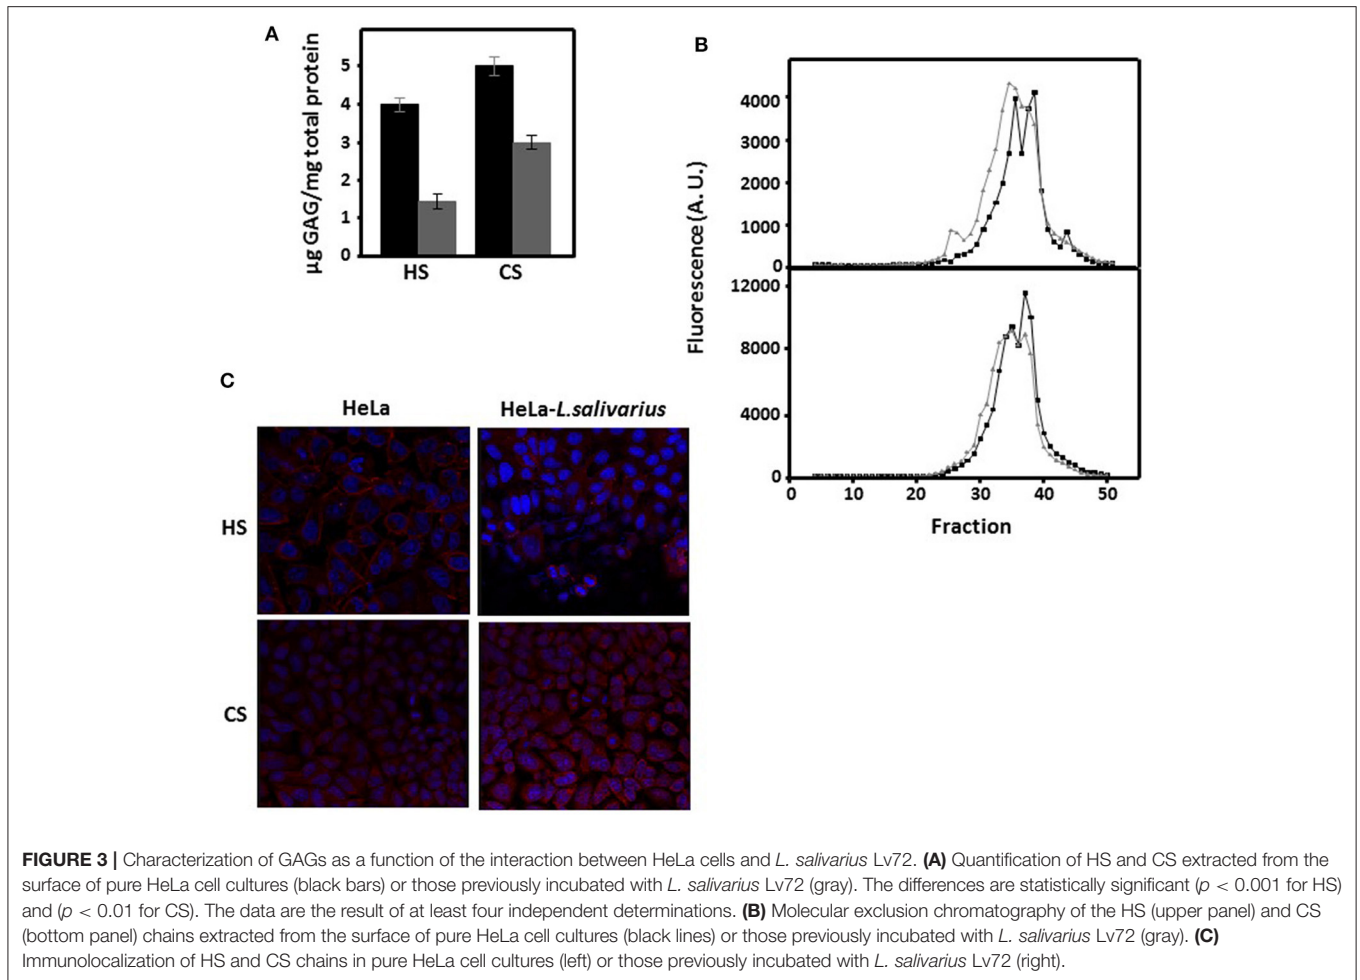 A
µg GAG/mg total protein
5
4
3
2
1
0
HS
CS
B
Fluorescence (A. U.)
4000
3000
2000
1000
0
12000
8000
4000
0
0
10
20
30
40
50
Fraction
C
HeLa
HeLa-L.salivarius
HS
CS
FIGURE 3 | Characterization of GAGs as a function of the interaction between HeLa cells and L. salivarius Lv72. (A) Quantification of HS and CS extracted from the
surface of pure HeLa cell cultures (black bars) or those previously incubated with L. salivarius Lv72 (gray). The differences are statistically significant (p < 0.001 for HS)
and (p < 0.01 for CS). The data are the result of at least four independent determinations. (B) Molecular exclusion chromatography of the HS (upper panel) and CS
(bottom panel) chains extracted from the surface of pure HeLa cell cultures (black lines) or those previously incubated with L. salivarius Lv72 (gray). (C)
Immunolocalization of HS and CS chains in pure HeLa cell cultures (left) or those previously incubated with L. salivarius Lv72 (right).